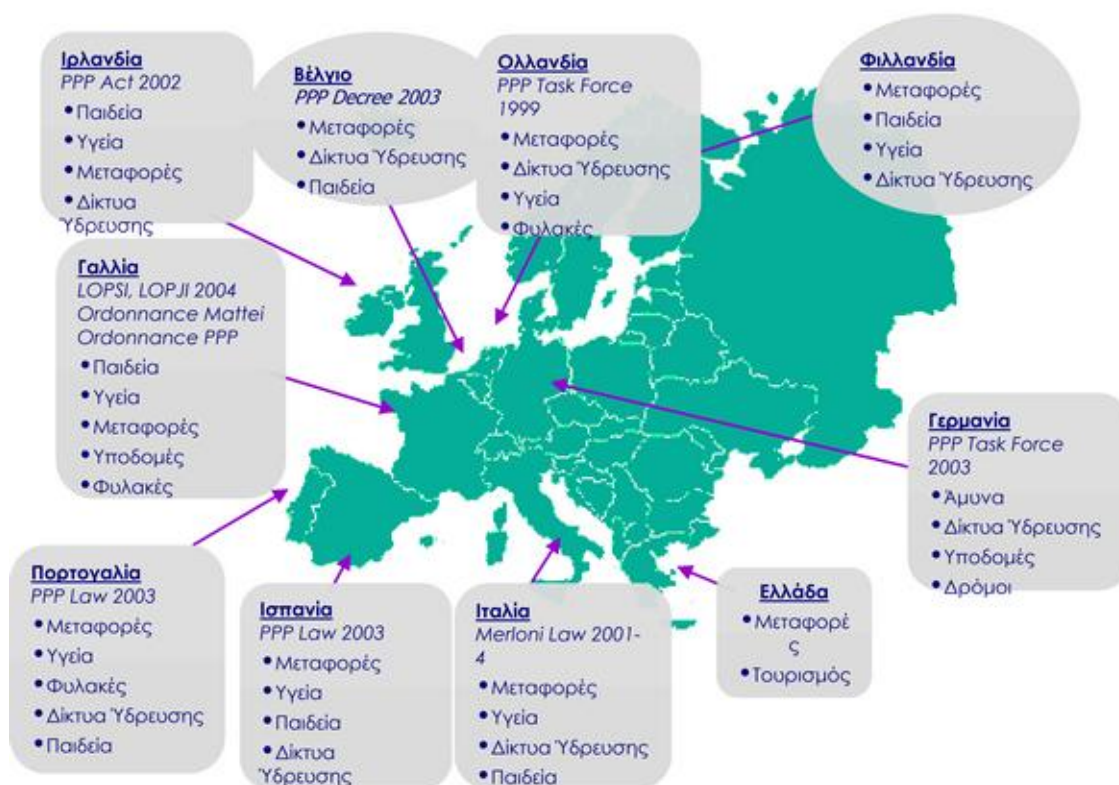 Ιρλανδία
PPP Act 2002
• Παιδεία
• Υγεία
• Μεταφορές
• Δίκτυα
Ύδρευσης
Βέλγιο
PPP Decree 2003
• Μεταφορές
• Δίκτυα Ύδρευσης
• Παιδεία
Ολλανδία
PPP Task Force
1999
• Μεταφορές
• Δίκτυα Ύδρευσης
• Υγεία
• Φυλακές
Φιλλανδία
• Μεταφορές
• Παιδεία
• Υγεία
• Δίκτυα Ύδρευσης
Γαλλία
LOPSI, LOPJI 2004
Ordonnance Mattei
Ordonnance PPP
• Παιδεία
• Υγεία
• Μεταφορές
• Υποδομές
• Φυλακές
Γερμανία
PPP Task Force
2003
• Άμυνα
• Δίκτυα Ύδρευσης
• Υποδομές
• Δρόμοι
Πορτογαλία
PPP Law 2003
• Μεταφορές
• Υγεία
• Φυλακές
• Δίκτυα Ύδρευσης
• Παιδεία
Ισπανία
PPP Law 2003
• Μεταφορές
• Υγεία
• Παιδεία
• Δίκτυα
Ύδρευσης
Ιταλία
Merloni Law 2001-
4
• Μεταφορές
• Υγεία
• Δίκτυα Ύδρευσης
• Παιδεία
Ελλάδα
• Μεταφορέ
ς
• Τουρισμός